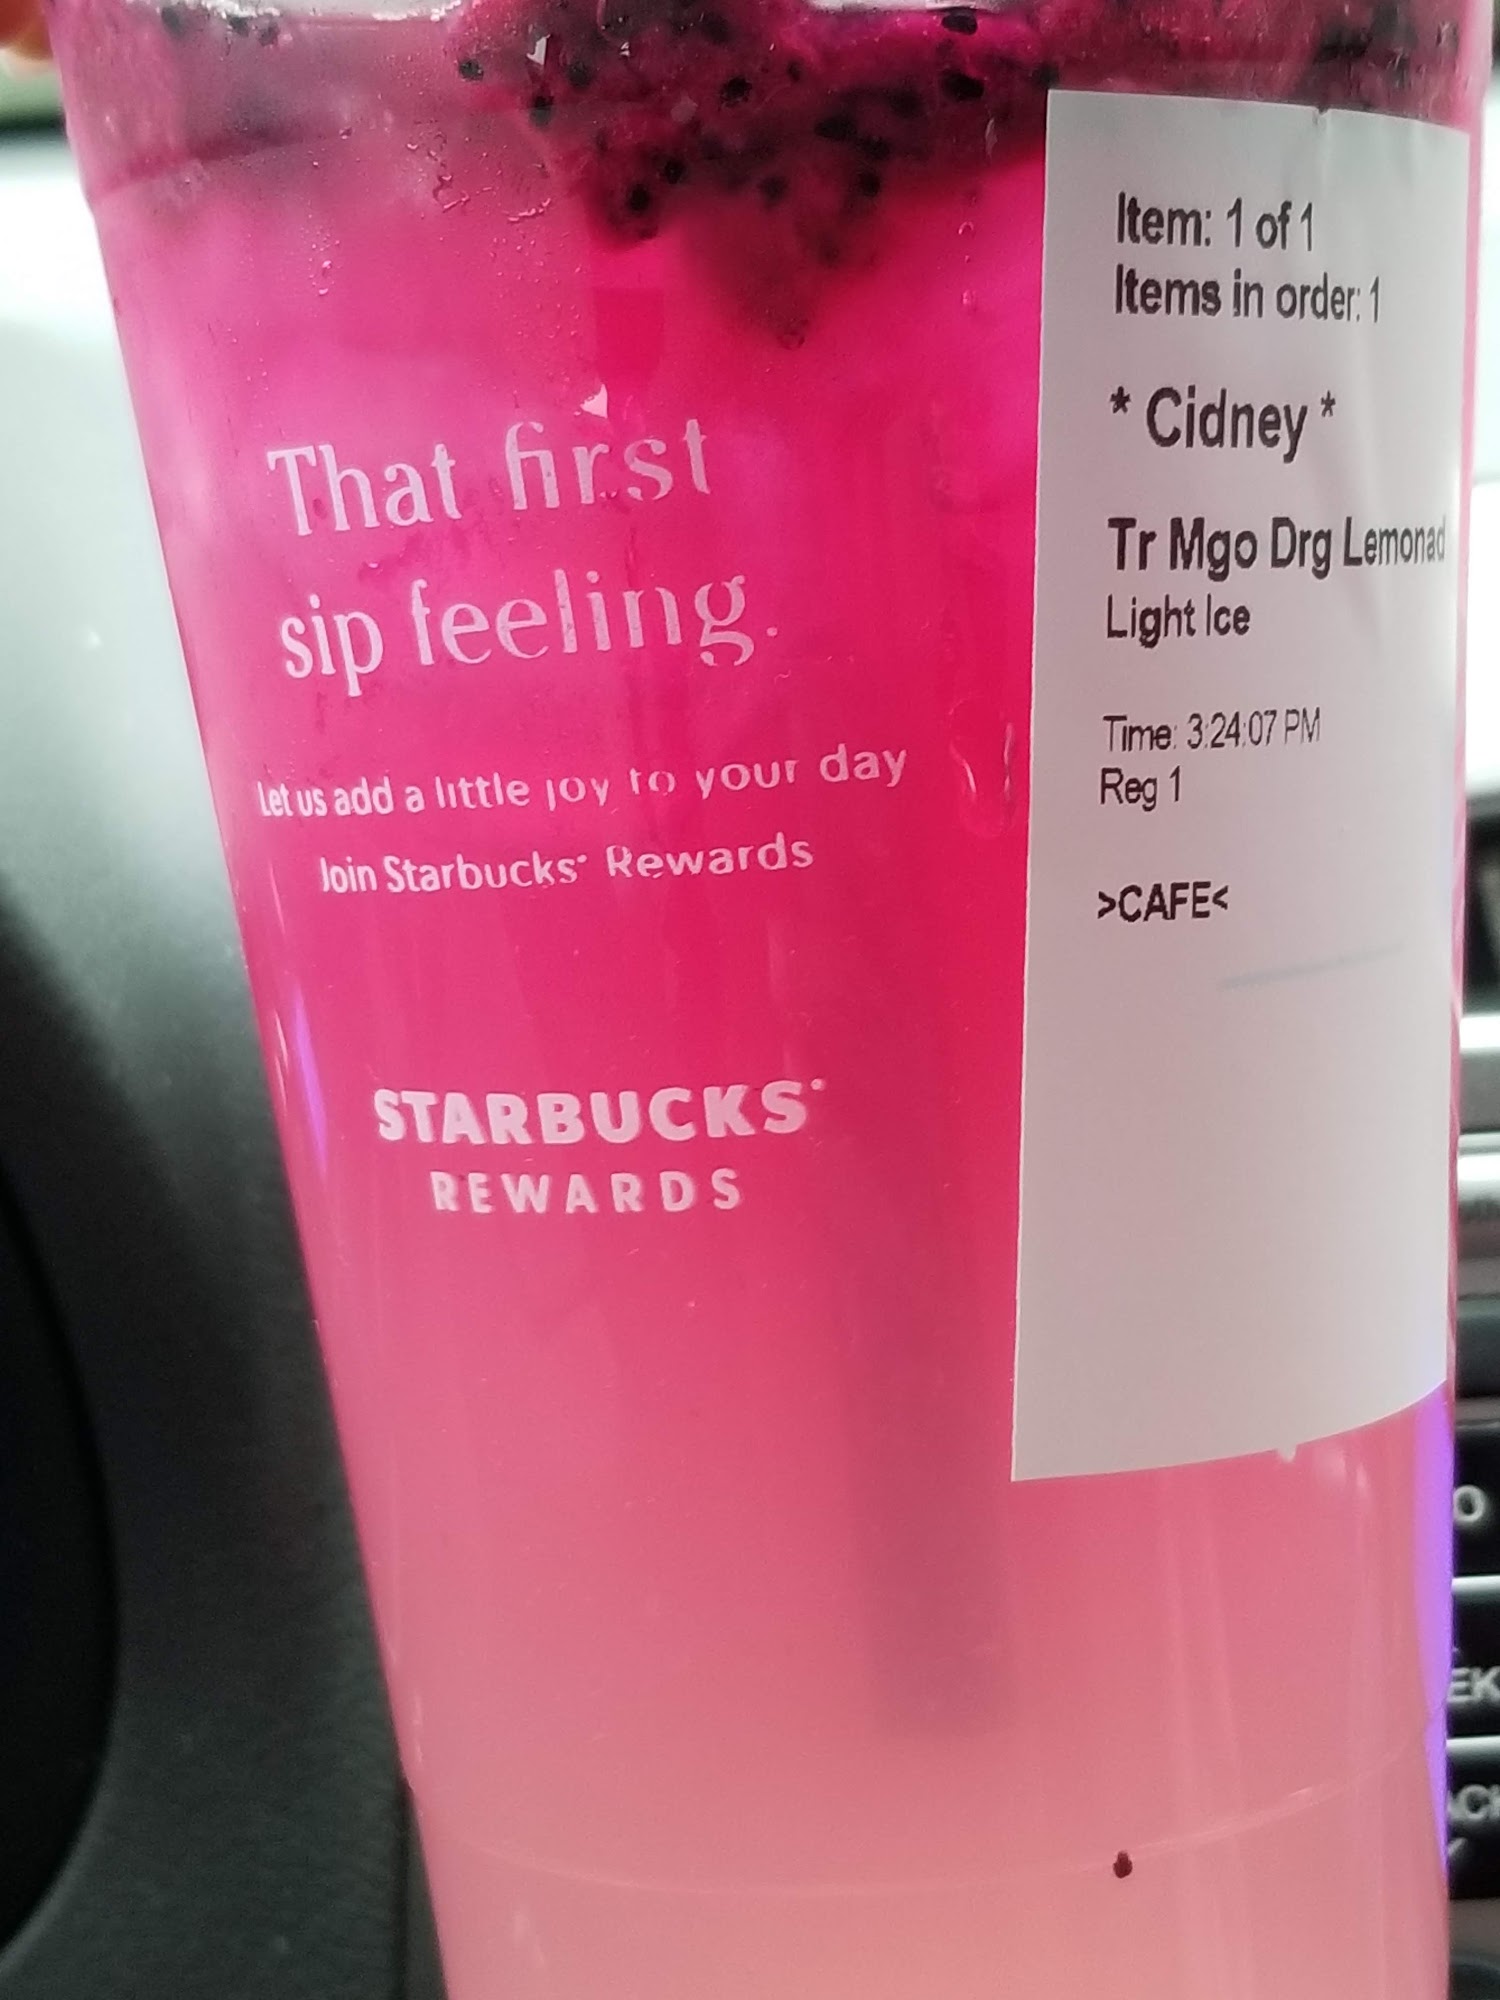 That first
sip feeling.
Let us add a little joy to your day
Join Starbucks® Rewards
STARBUCKS®
REWARDS
Item: 1 of 1
Items in order: 1
* Cidney *
Tr Mgo Drg Lemonad
Light Ice
Time: 3:24:07 PM
Reg 1
>CAFE<